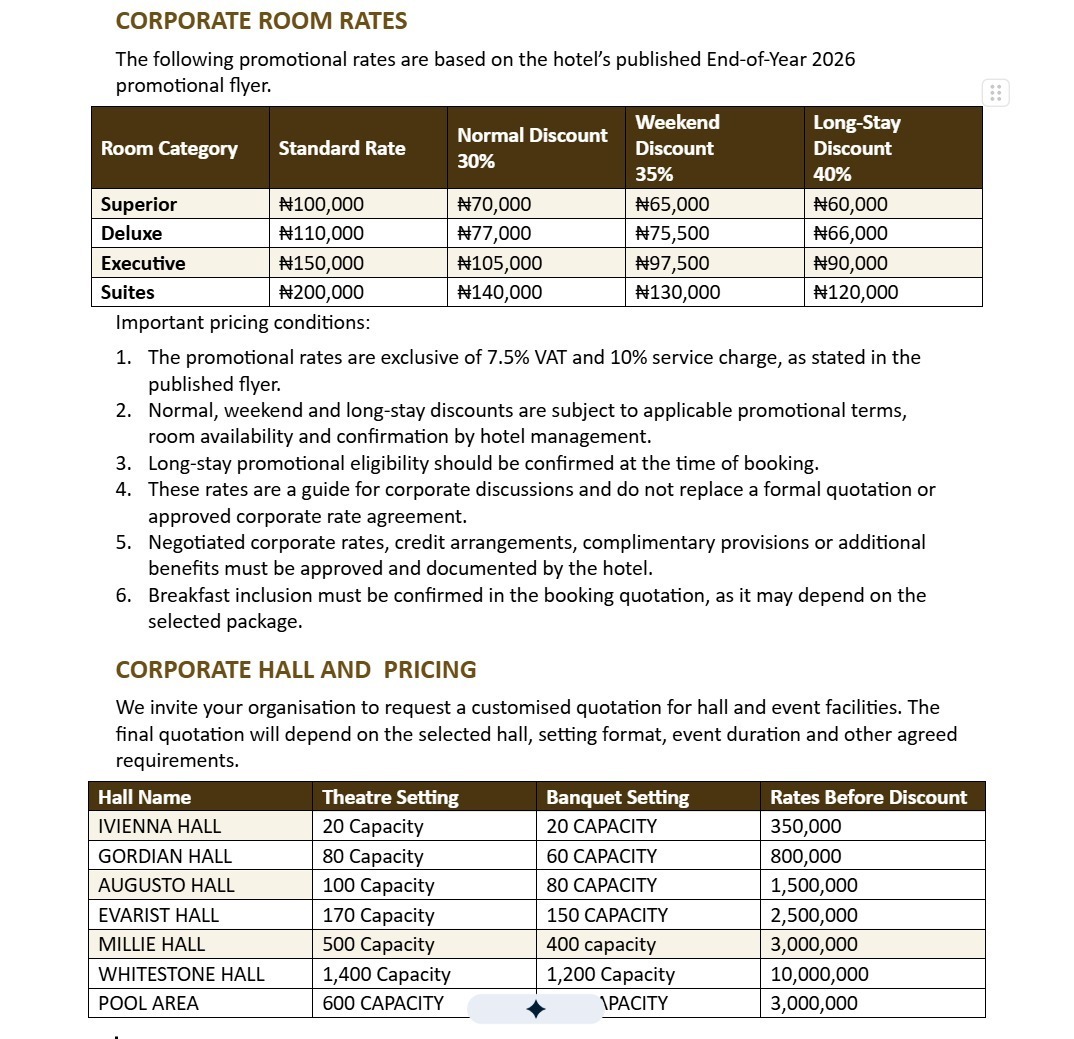 CORPORATE ROOM RATES
The following promotional rates are based on the hotel’s published End-of-Year 2026
promotional flyer.
Room Category Standard Rate Normal Discount 30% Weekend Discount 35% Long-Stay Discount 40%
Superior ₦100,000 ₦70,000 ₦65,000 ₦60,000
Deluxe ₦110,000 ₦77,000 ₦75,500 ₦66,000
Executive ₦150,000 ₦105,000 ₦97,500 ₦90,000
Suites ₦200,000 ₦140,000 ₦130,000 ₦120,000
Important pricing conditions:
1. The promotional rates are exclusive of 7.5% VAT and 10% service charge, as stated in the
published flyer.
2. Normal, weekend and long-stay discounts are subject to applicable promotional terms,
room availability and confirmation by hotel management.
3. Long-stay promotional eligibility should be confirmed at the time of booking.
4. These rates are a guide for corporate discussions and do not replace a formal quotation or
approved corporate rate agreement.
5. Negotiated corporate rates, credit arrangements, complimentary provisions or additional
benefits must be approved and documented by the hotel.
6. Breakfast inclusion must be confirmed in the booking quotation, as it may depend on the
selected package.
CORPORATE HALL AND PRICING
We invite your organisation to request a customised quotation for hall and event facilities. The
final quotation will depend on the selected hall, setting format, event duration and other agreed
requirements.
Hall Name Theatre Setting Banquet Setting Rates Before Discount
IVIENNA HALL 20 Capacity 20 CAPACITY 350,000
GORDIAN HALL 80 Capacity 60 CAPACITY 800,000
AUGUSTO HALL 100 Capacity 80 CAPACITY 1,500,000
EVARIST HALL 170 Capacity 150 CAPACITY 2,500,000
MILLIE HALL 500 Capacity 400 capacity 3,000,000
WHITESTONE HALL 1,400 Capacity 1,200 Capacity 10,000,000
POOL AREA 600 CAPACITY 3,000,000